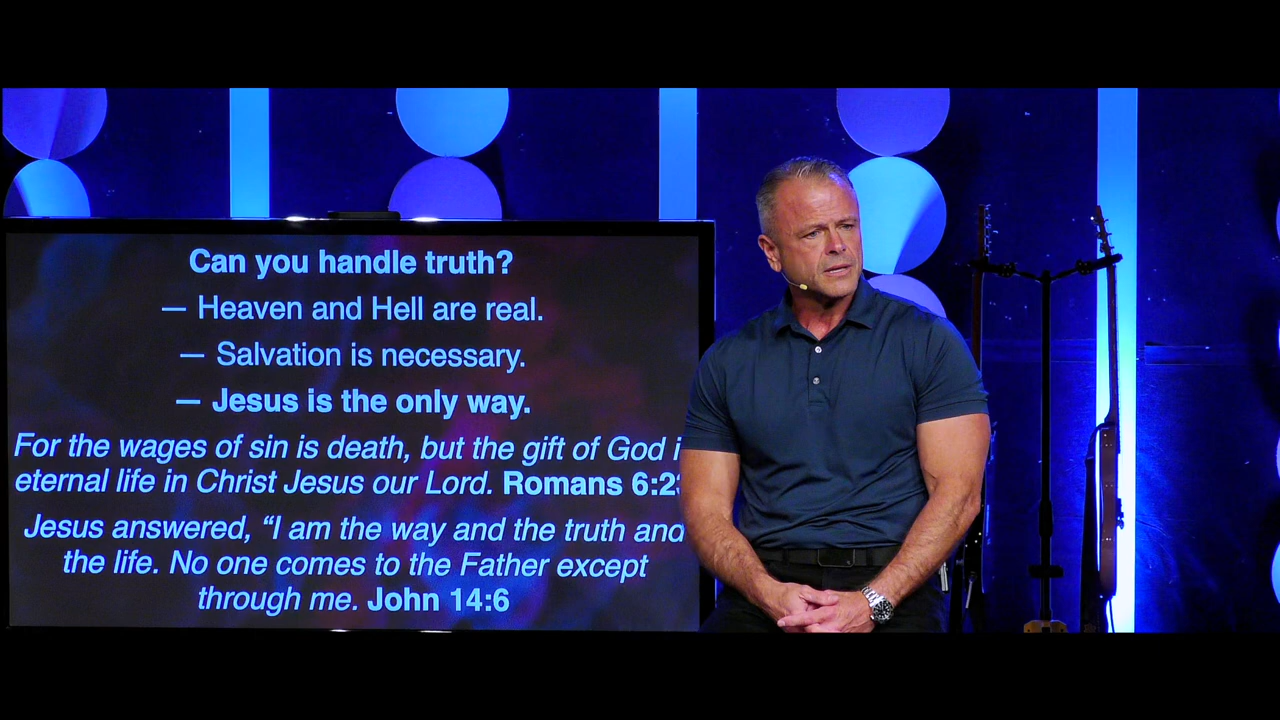 Can you handle truth?
— Heaven and Hell are real.
— Salvation is necessary.
— Jesus is the only way.
For the wages of sin is death, but the gift of God
eternal life in Christ Jesus our Lord. Romans 6:23
Jesus answered, “I am the way and the truth and
the life. No one comes to the Father except
through me. John 14:6